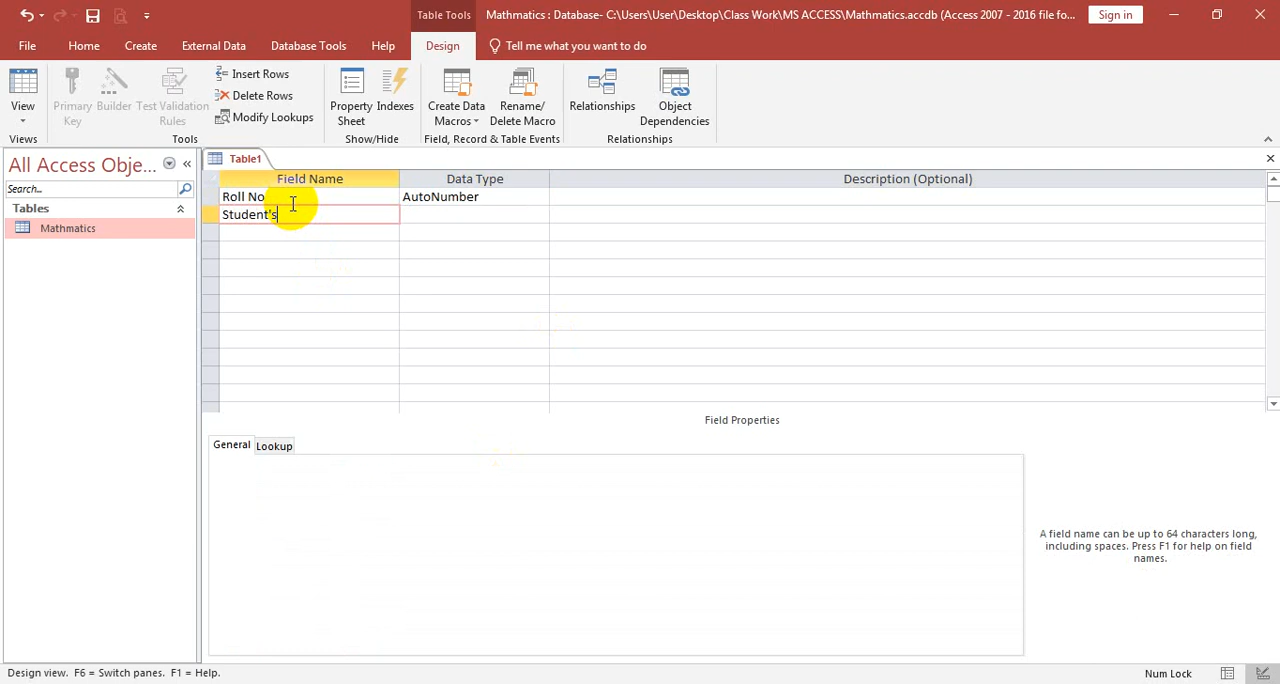 Table Tools
Mathmatics : Database- C:\Users\User\Desktop\Class Work\MS ACCESS\Mathmatics.accdb (Access 2007 - 2016 file fo...
Sign in
File Home Create External Data Database Tools Help Design Tell me what you want to do
View
Primary Key
Builder
Test Validation Rules
Insert Rows
Delete Rows
Modify Lookups
Property Sheet
Indexes
Create Data Macros
Rename/ Delete Macro
Relationships
Object Dependencies
Views Tools Show/Hide Field, Record & Table Events Relationships
All Access Obje...
Search...
Tables
Mathmatics
Table1
Field Name Data Type Description (Optional)
Roll No AutoNumber
Student's
Field Properties
General Lookup
A field name can be up to 64 characters long,
including spaces. Press F1 for help on field
names.
Design view. F6 = Switch panes. F1 = Help.
Num Lock